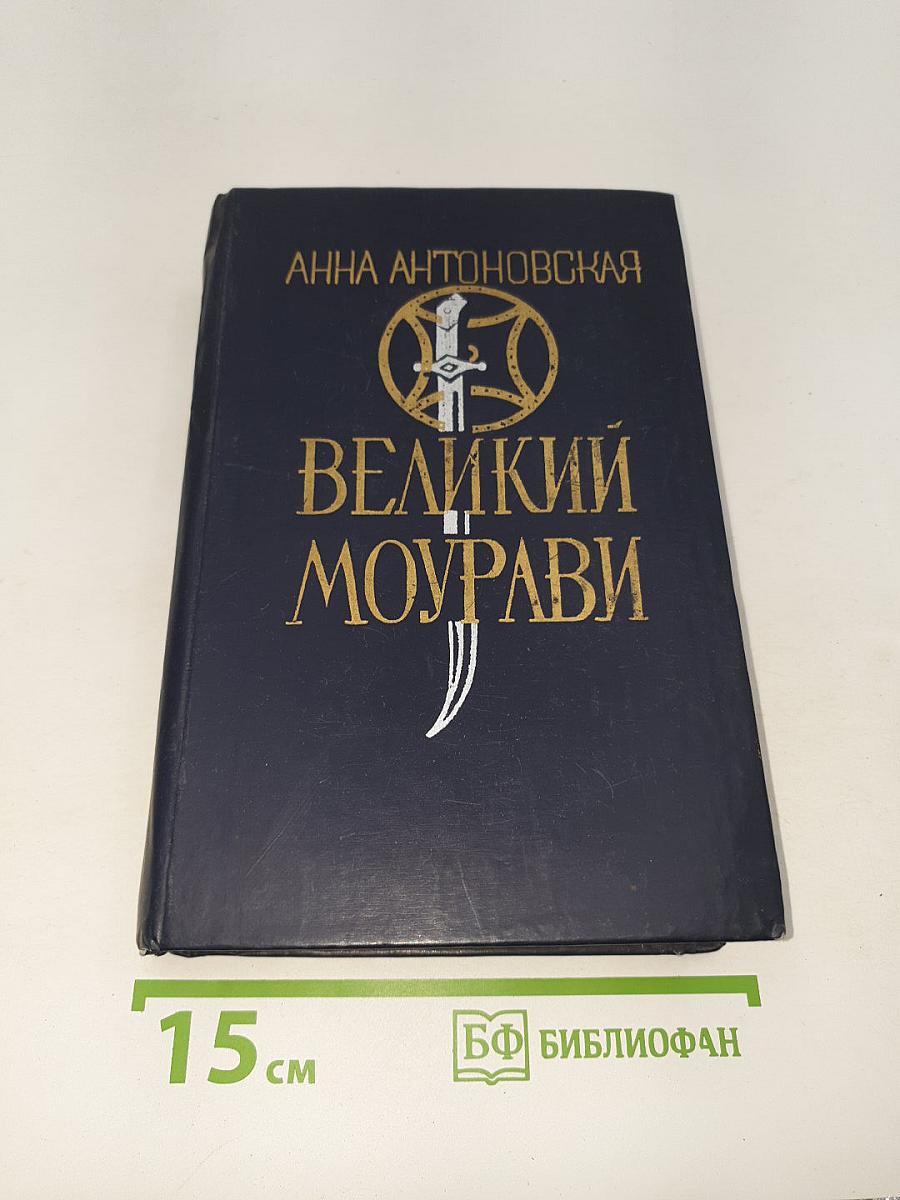 АННА АНТОНОВСКАЯ
ВЕЛИКИЙ
МОУРАВИ
15 см
БФ БИБЛИОФАН